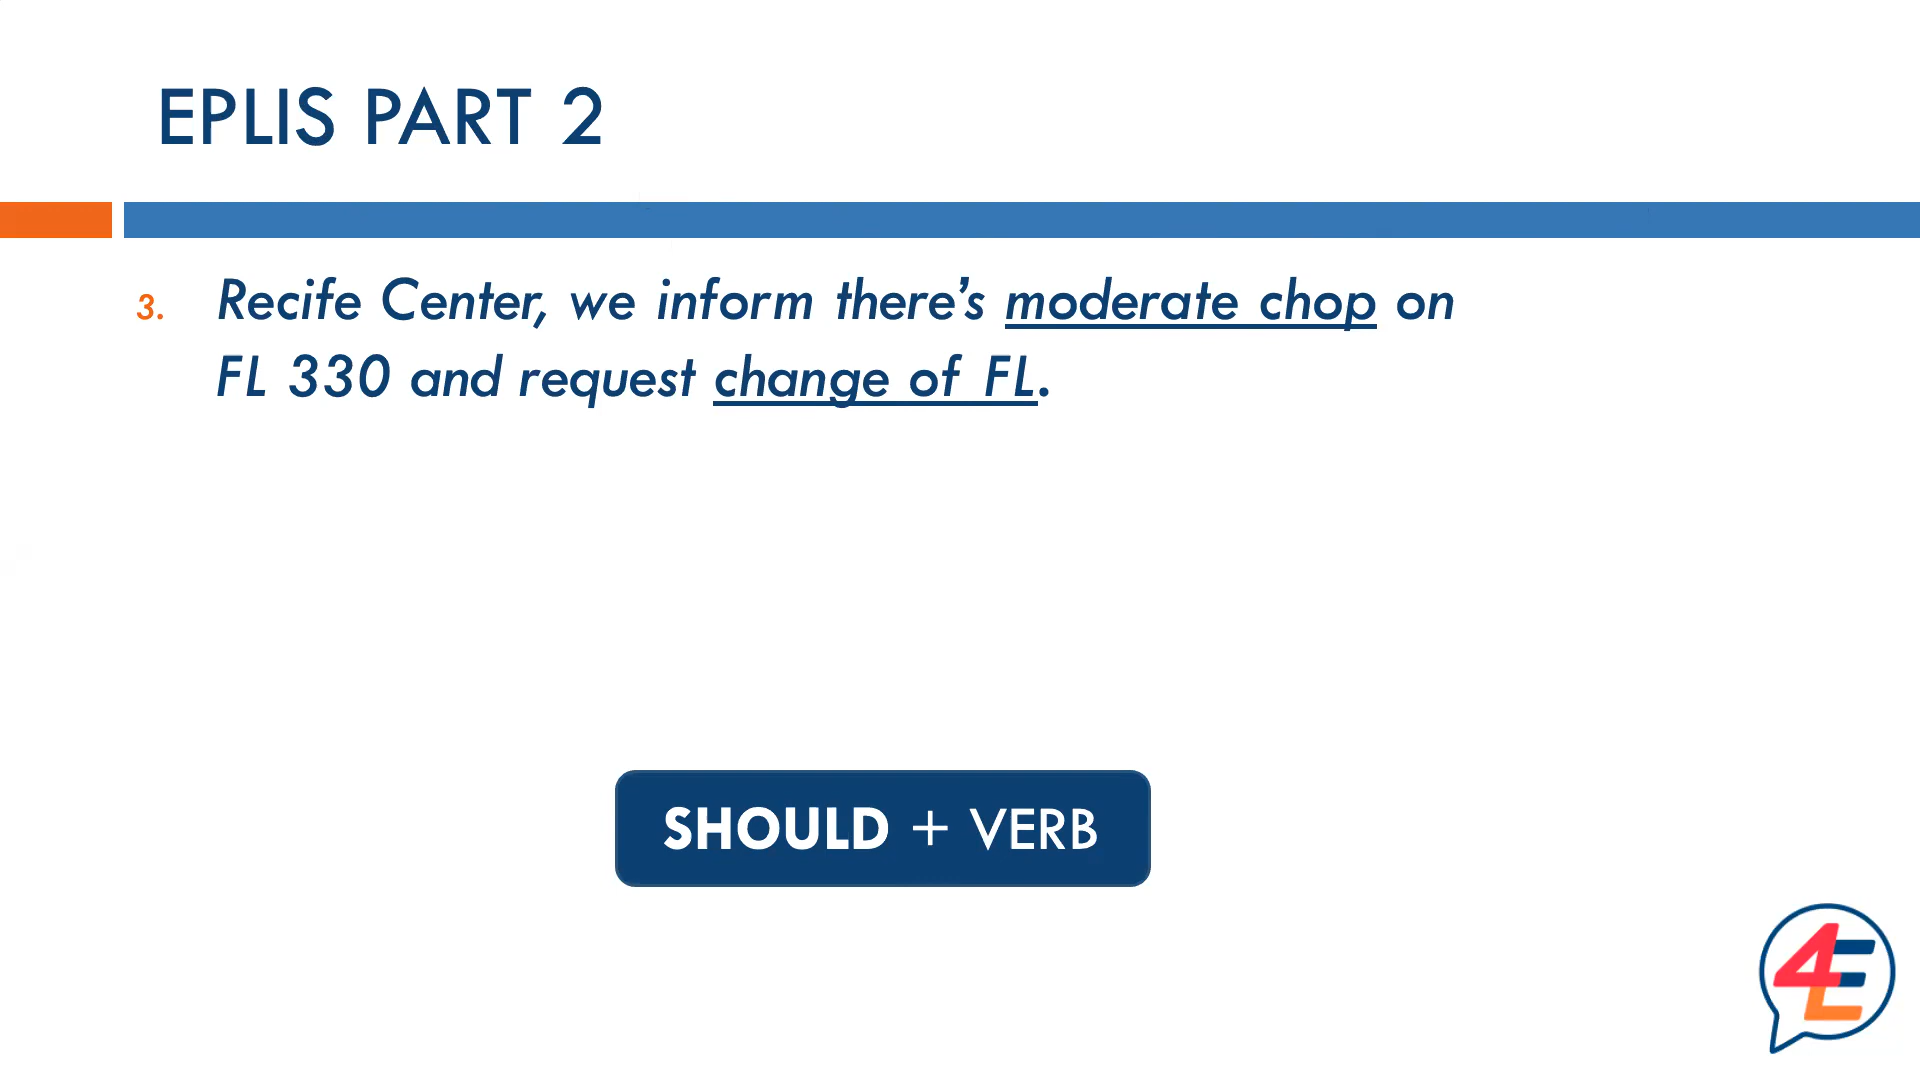 EPLIS PART 2
3. Recife Center, we inform there’s moderate chop on
FL 330 and request change of FL.
SHOULD + VERB
4E